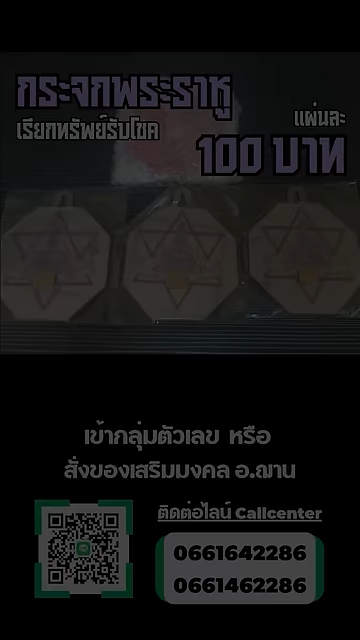 กระจกพระราหู
เรียกทรัพย์รับโชค
แผ่นละ
100 บาท
เข้ากลุ่มตัวเลข หรือ
สั่งของเสริมมงคล อ.ฌาน
ติดต่อไลน์ Callcenter
0661642286
0661462286